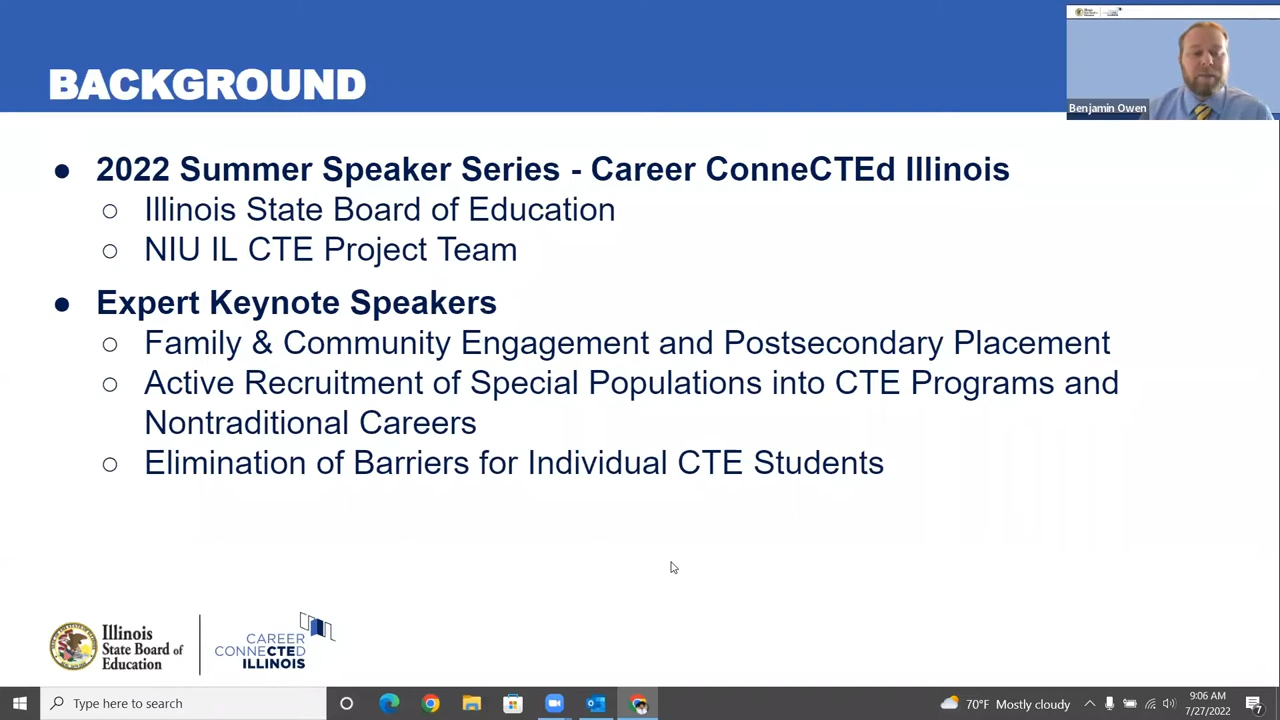 BACKGROUND
Benjamin Owen
● 2022 Summer Speaker Series - Career ConneCTEd Illinois
○ Illinois State Board of Education
○ NIU IL CTE Project Team
● Expert Keynote Speakers
○ Family & Community Engagement and Postsecondary Placement
○ Active Recruitment of Special Populations into CTE Programs and
Nontraditional Careers
○ Elimination of Barriers for Individual CTE Students
Illinois
State Board of
Education
CAREER
CONNECTED
ILLINOIS
Type here to search
70°F Mostly cloudy
9:06 AM
7/27/2022
7